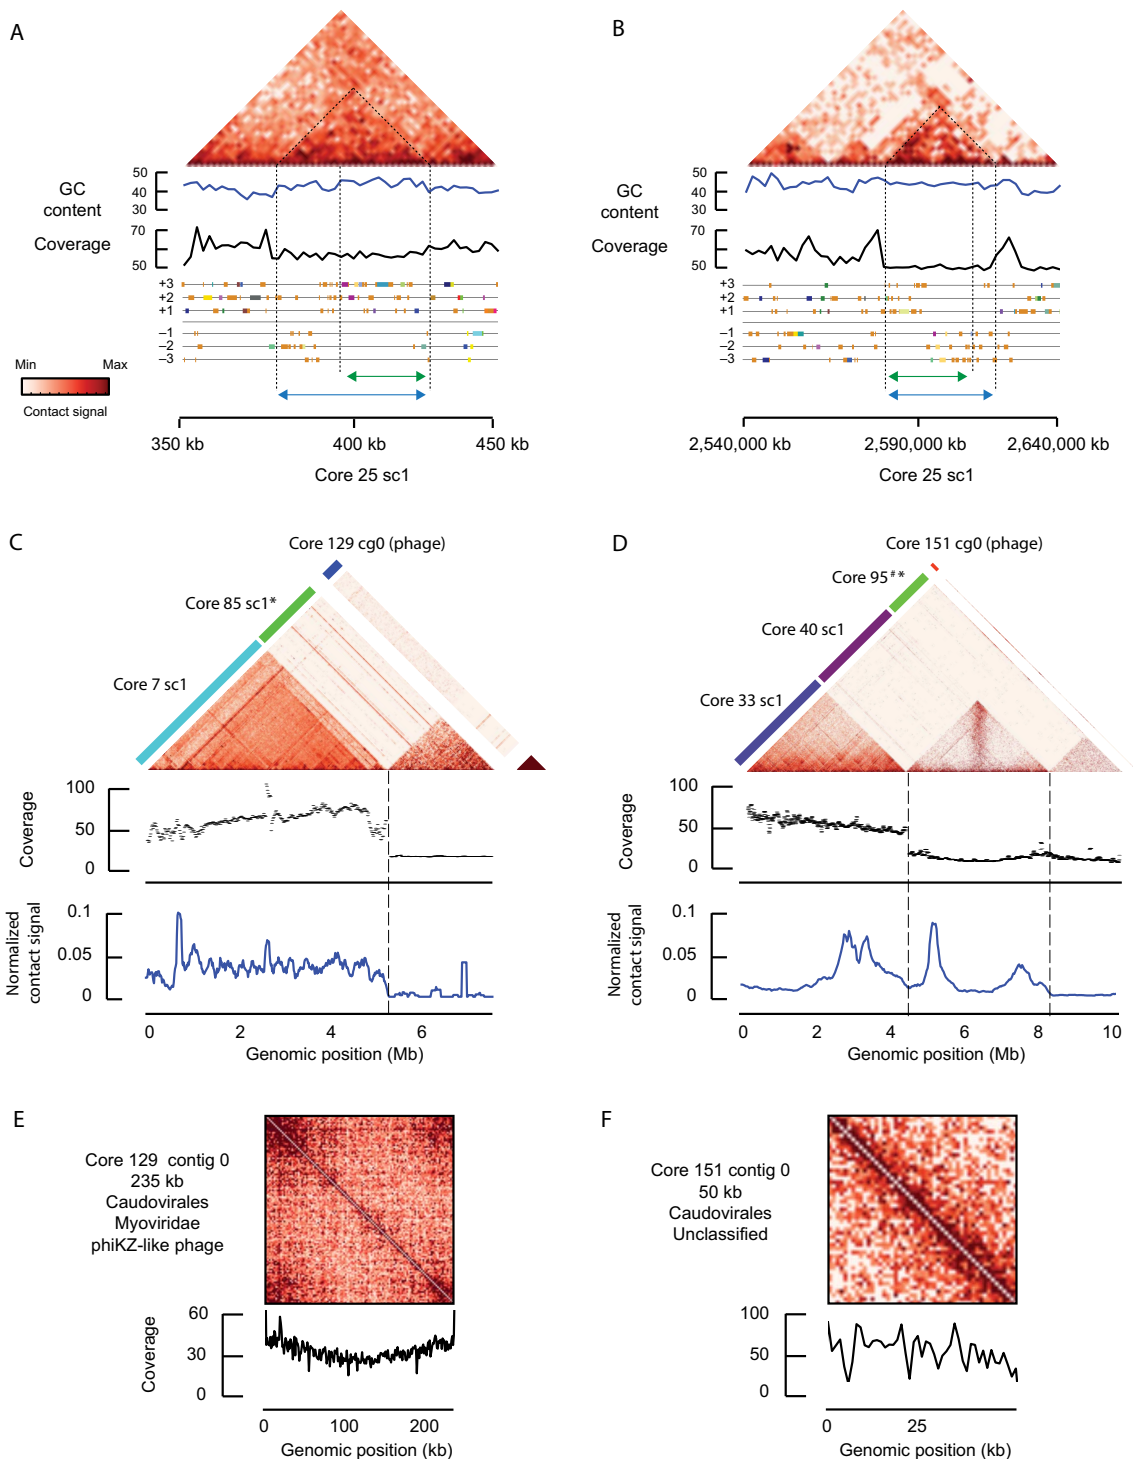 A
GC
content
50
40
30
Coverage
70
50
+3
+2
+1
–1
–2
–3
Min
Max
Contact signal
350 kb
400 kb
450 kb
Core 25 sc1
B
GC
content
50
40
30
Coverage
70
50
+3
+2
+1
–1
–2
–3
2,540,000 kb
2,590,000 kb
2,640,000 kb
Core 25 sc1
C
Core 129 cg0 (phage)
Core 85 sc1*
Core 7 sc1
Coverage
100
50
0
Normalized
contact signal
0.1
0.05
0
0
2
4
6
Genomic position (Mb)
D
Core 151 cg0 (phage)
Core 95#*
Core 40 sc1
Core 33 sc1
Coverage
100
50
0
Normalized
contact signal
0.1
0.05
0
0
2
4
6
8
10
Genomic position (Mb)
E
Core 129 contig 0
235 kb
Caudovirales
Myoviridae
phiKZ-like phage
Coverage
60
30
0
0
100
200
Genomic position (kb)
F
Core 151 contig 0
50 kb
Caudovirales
Unclassified
100
50
0
0
25
Genomic position (kb)